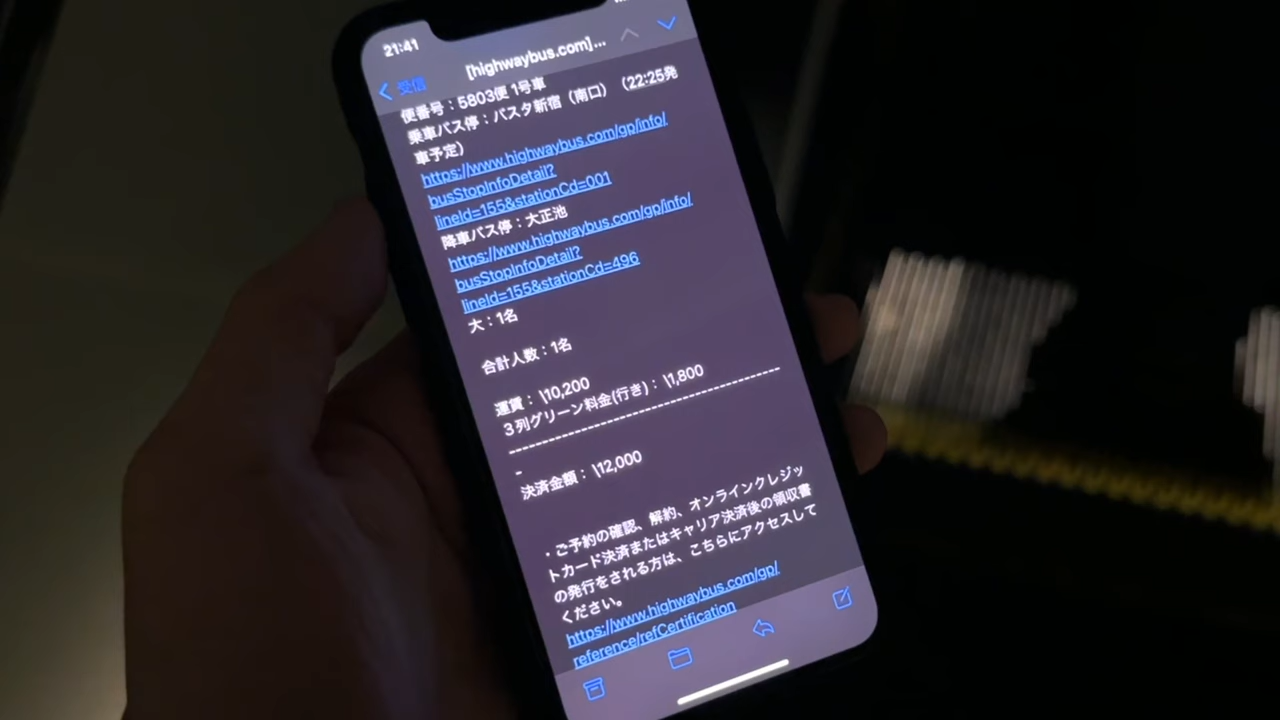 21:41
[highwaybus.com]...
受信
便番号：5803便 1号車
乗車バス停：バスタ新宿（南口）（22:25発
車予定）
https://www.highwaybus.com/gp/info/
busStopInfoDetail?
lineId=155&stationCd=001
降車バス停：大正池
https://www.highwaybus.com/gp/info/
busStopInfoDetail?
lineId=155&stationCd=496
大：1名
合計人数：1名
運賃： \10,200
３列グリーン料金(行き)： \1,800
----------------------------------------
-
決済金額： \12,000
・ご予約の確認、解約、オンラインクレジッ
トカード決済またはキャリア決済後の領収書
の発行をされる方は、こちらにアクセスして
ください。
https://www.highwaybus.com/gp/
reference/refCertification